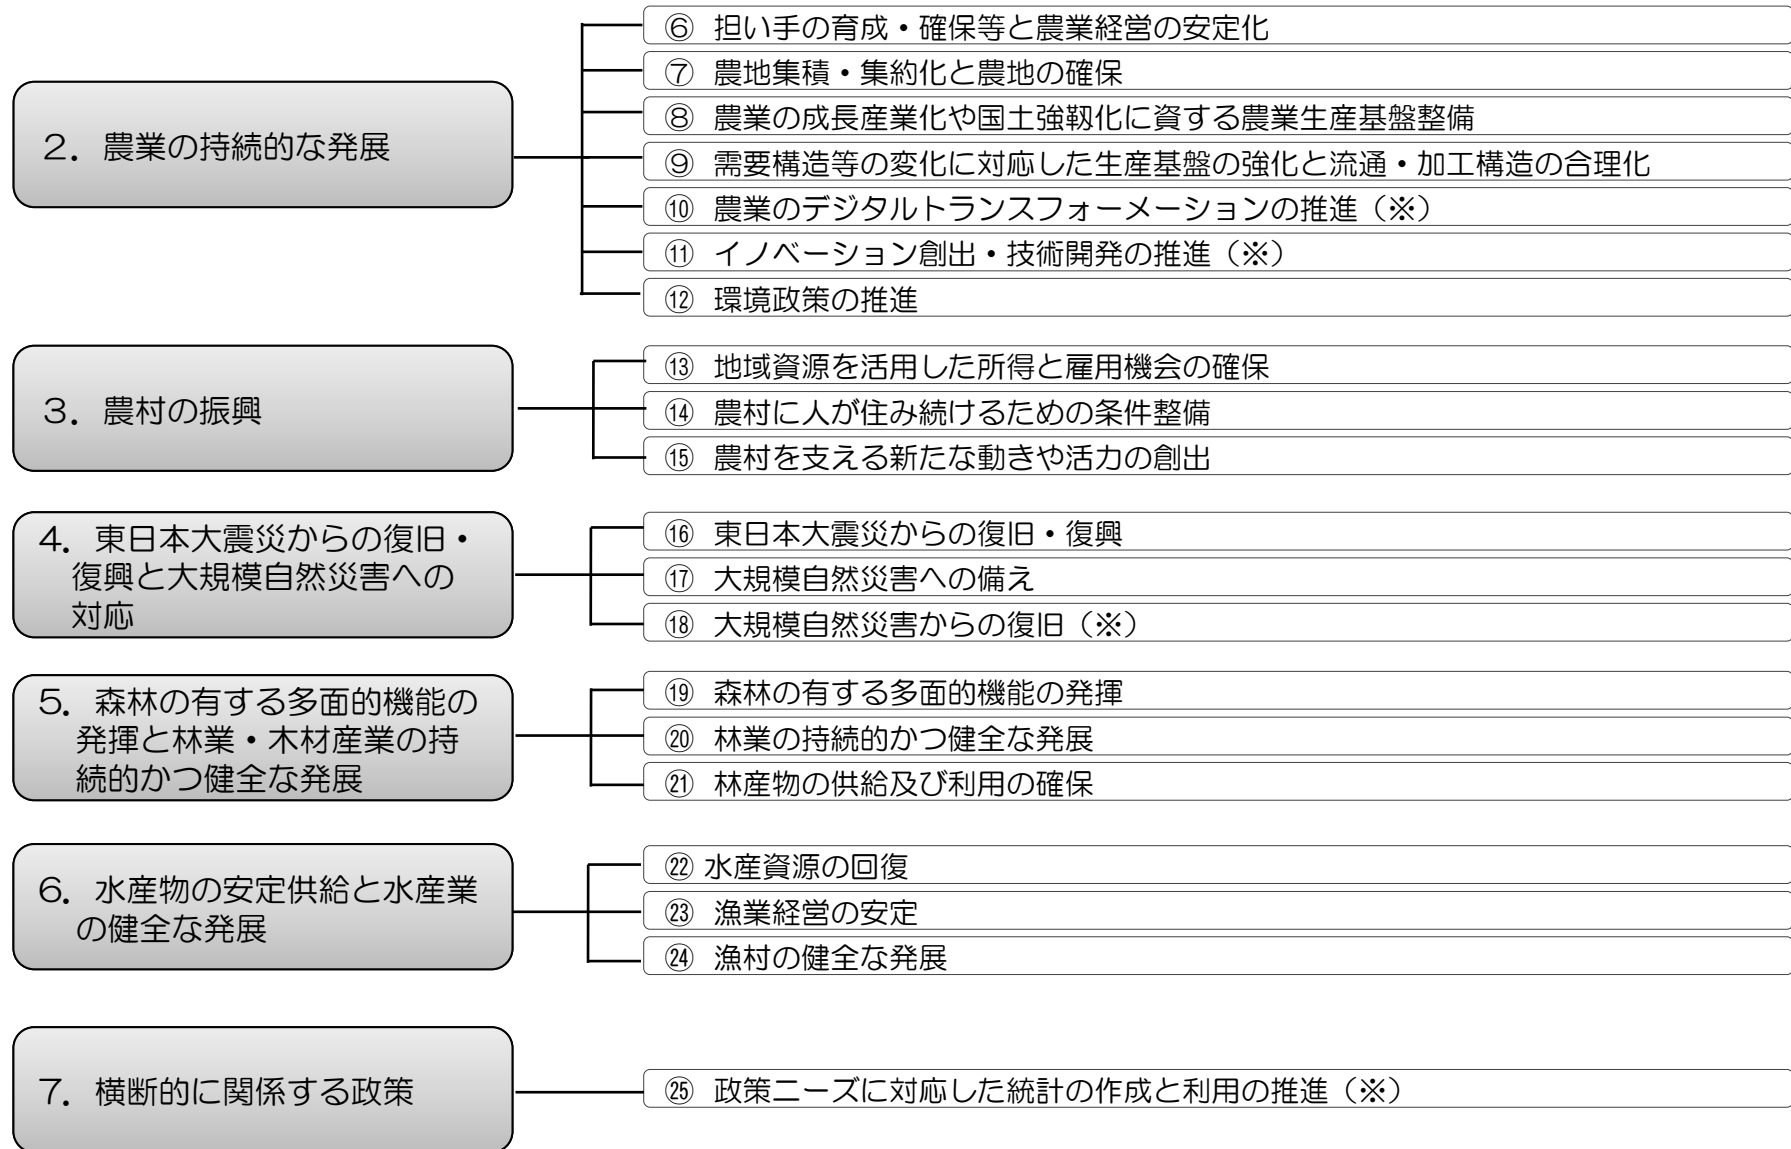 2．農業の持続的な発展
⑥ 担い手の育成・確保等と農業経営の安定化
⑦ 農地集積・集約化と農地の確保
⑧ 農業の成長産業化や国土強靱化に資する農業生産基盤整備
⑨ 需要構造等の変化に対応した生産基盤の強化と流通・加工構造の合理化
⑩ 農業のデジタルトランスフォーメーションの推進（※）
⑪ イノベーション創出・技術開発の推進（※）
⑫ 環境政策の推進
3．農村の振興
⑬ 地域資源を活用した所得と雇用機会の確保
⑭ 農村に人が住み続けるための条件整備
⑮ 農村を支える新たな動きや活力の創出
4．東日本大震災からの復旧・
復興と大規模自然災害への
対応
⑯ 東日本大震災からの復旧・復興
⑰ 大規模自然災害への備え
⑱ 大規模自然災害からの復旧（※）
5．森林の有する多面的機能の
発揮と林業・木材産業の持
続的かつ健全な発展
⑲ 森林の有する多面的機能の発揮
⑳ 林業の持続的かつ健全な発展
㉑ 林産物の供給及び利用の確保
6．水産物の安定供給と水産業
の健全な発展
㉒ 水産資源の回復
㉓ 漁業経営の安定
㉔ 漁村の健全な発展
7．横断的に関係する政策
㉕ 政策ニーズに対応した統計の作成と利用の推進（※）